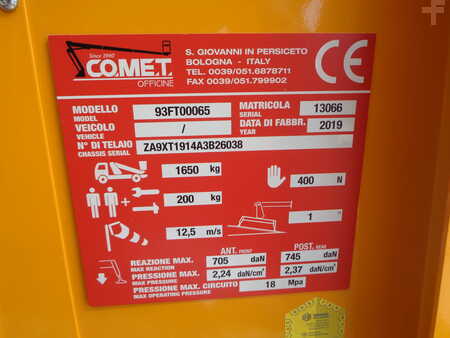 Since 1960
CO.ME.T.
OFFICINE
S. GIOVANNI IN PERSICETO
BOLOGNA - ITALY
TEL. 0039/051.6878711
FAX 0039/051.799902
CE
MODELLO 93FT00065 MATRICOLA 13066
MODEL SERIAL
VEICOLO / DATA DI FABBR. 2019
VEHICLE YEAR
N° DI TELAIO ZA9XT1914A3B26038
CHASSIS SERIAL
1650 kg 400 N
200 kg
1 °
12,5 m/s
ANT. FRONT POST. REAR
REAZIONE MAX. 705 daN 745 daN
MAX REACTION
PRESSIONE MAX. 2,24 daN/cm² 2,37 daN/cm²
MAX PRESSURE
PRESSIONE MAX. CIRCUITO 18 Mpa
MAX OPERATING PRESSURE